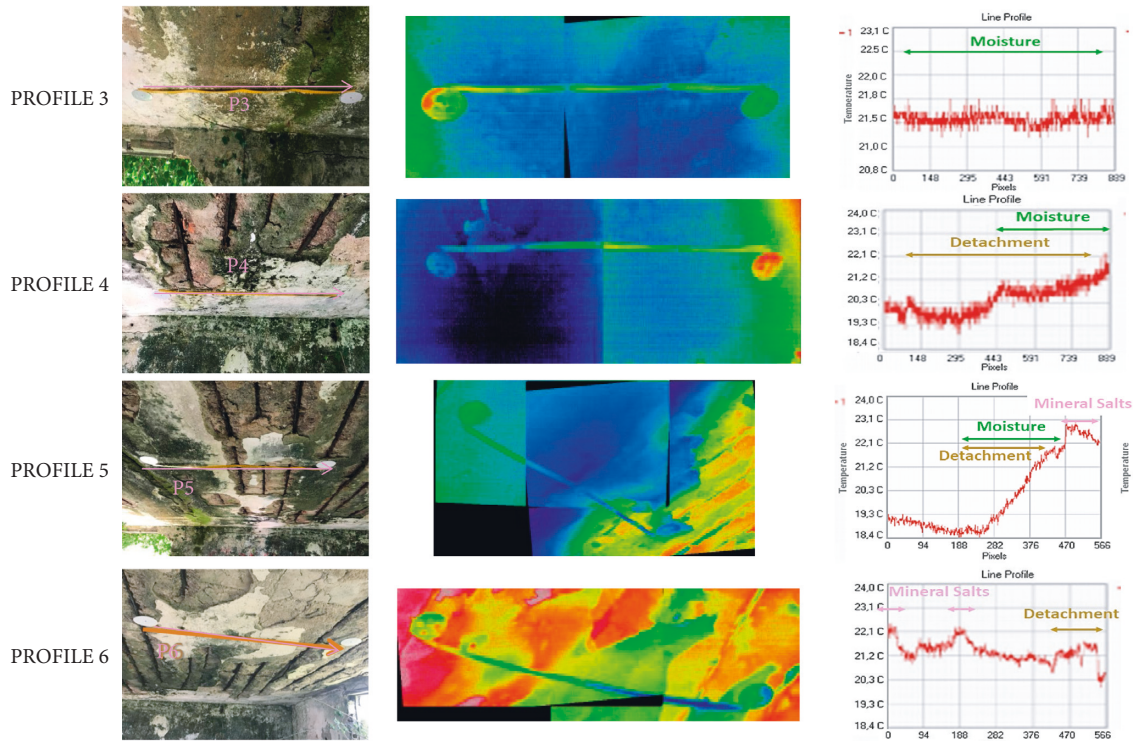 PROFILE 3
P3
Line Profile
1
Moisture
Temperature
23,1 C
22,5 C
22,0 C
21,8 C
21,5 C
21,0 C
20,8 C
0 148 295 443 591 739 889
Pixels
PROFILE 4
P4
Line Profile
Moisture
Detachment
24,0 C
23,1 C
22,1 C
21,2 C
20,3 C
19,3 C
18,4 C
0 148 295 443 591 739 889
Pixels
PROFILE 5
P5
Line Profile
1
Mineral Salts
Moisture
Detachment
Temperature
Temperature
24,0 C
23,1 C
22,1 C
21,2 C
19,3 C
18,4 C
0 94 188 282 376 470 566
Pixels
PROFILE 6
P6
Line Profile
Mineral Salts
Detachment
24,0 C
23,1 C
22,1 C
21,2 C
20,3 C
19,3 C
18,4 C
0 94 188 282 376 470 566
Pixels